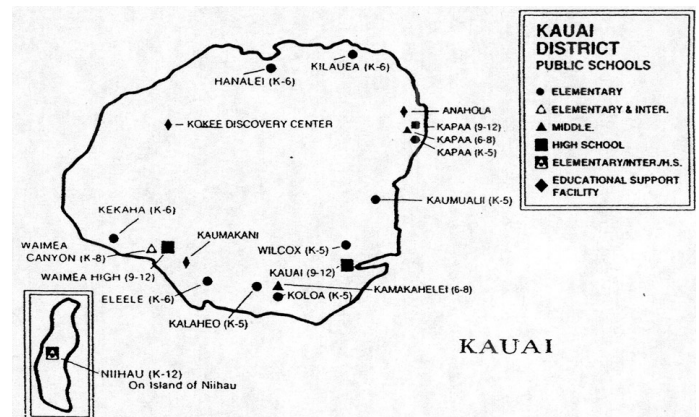 KAUAI
DISTRICT
PUBLIC SCHOOLS
ELEMENTARY
ELEMENTARY & INTER.
MIDDLE.
HIGH SCHOOL
ELEMENTARY/INTER./H.S.
EDUCATIONAL SUPPORT
FACILITY
KILAUEA (K-6)
HANALEI (K-6)
ANAHOLA
KOKEE DISCOVERY CENTER
KAPAA (9-12)
KAPAA (6-8)
KAPAA (K-5)
KAUMUALII (K-5)
KEKAHA (K-6)
KAUMAKANI
WILCOX (K-5)
WAIMEA
CANYON (K-8)
WAIMEA HIGH (9-12)
KAUAI (9-12)
KAMAKAHELEI (6-8)
ELEELE (K-6)
KOLOA (K-5)
KALAHEO (K-5)
KAUAI
NIIHAU (K-12)
On Island of Niihau